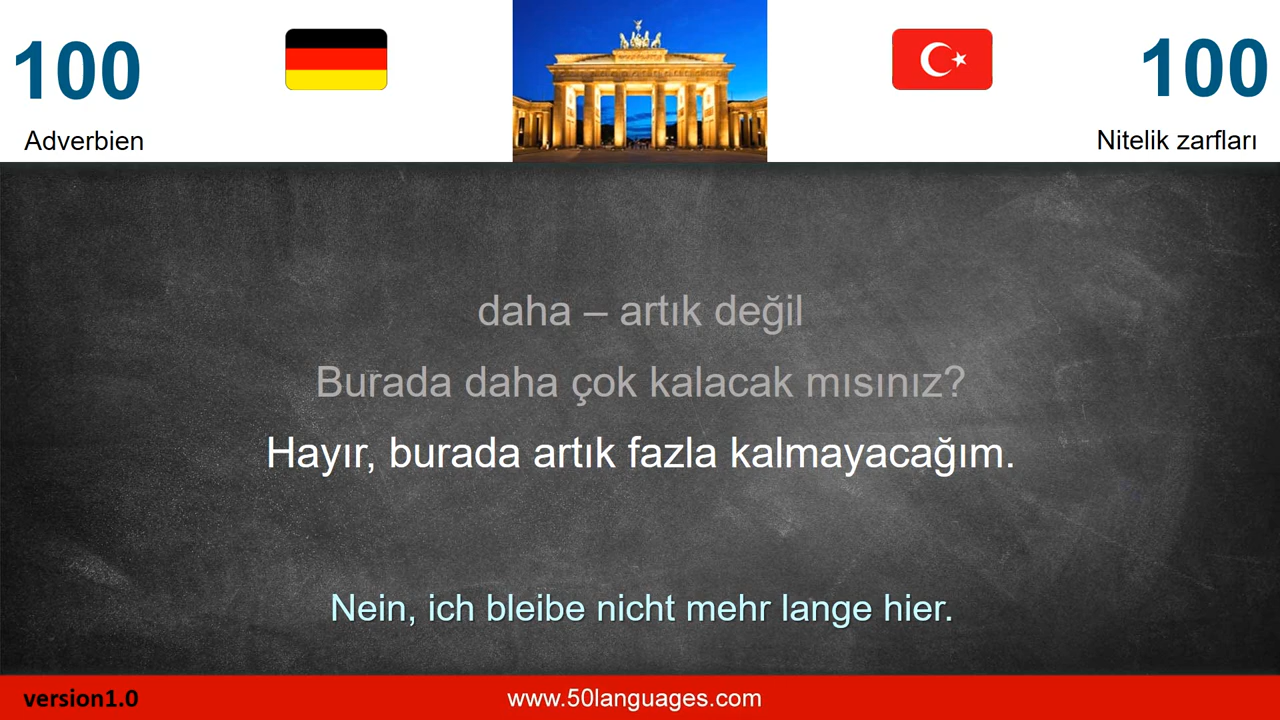 100
100
Adverbien
Nitelik zarfları
daha – artık değil
Burada daha çok kalacak mısınız?
Hayır, burada artık fazla kalmayacağım.
Nein, ich bleibe nicht mehr lange hier.
version1.0
www.50languages.com